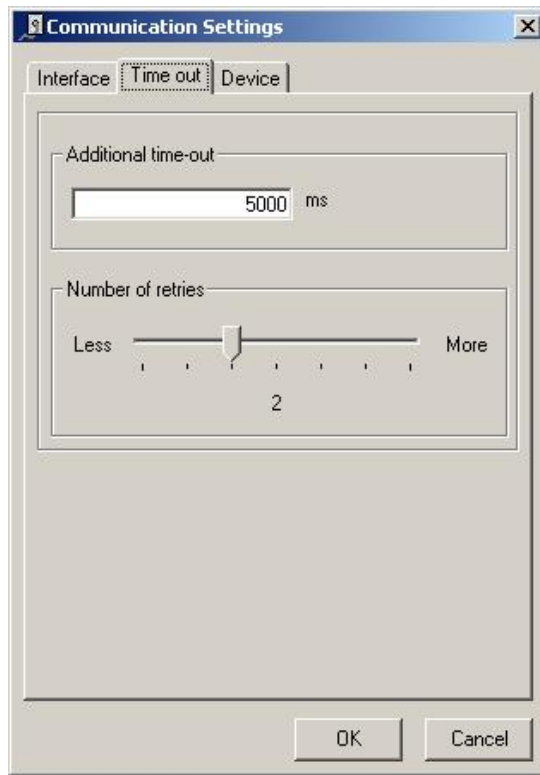 Communication Settings
Interface Time out Device
Additional time-out
5000 ms
Number of retries
Less More
2
OK Cancel